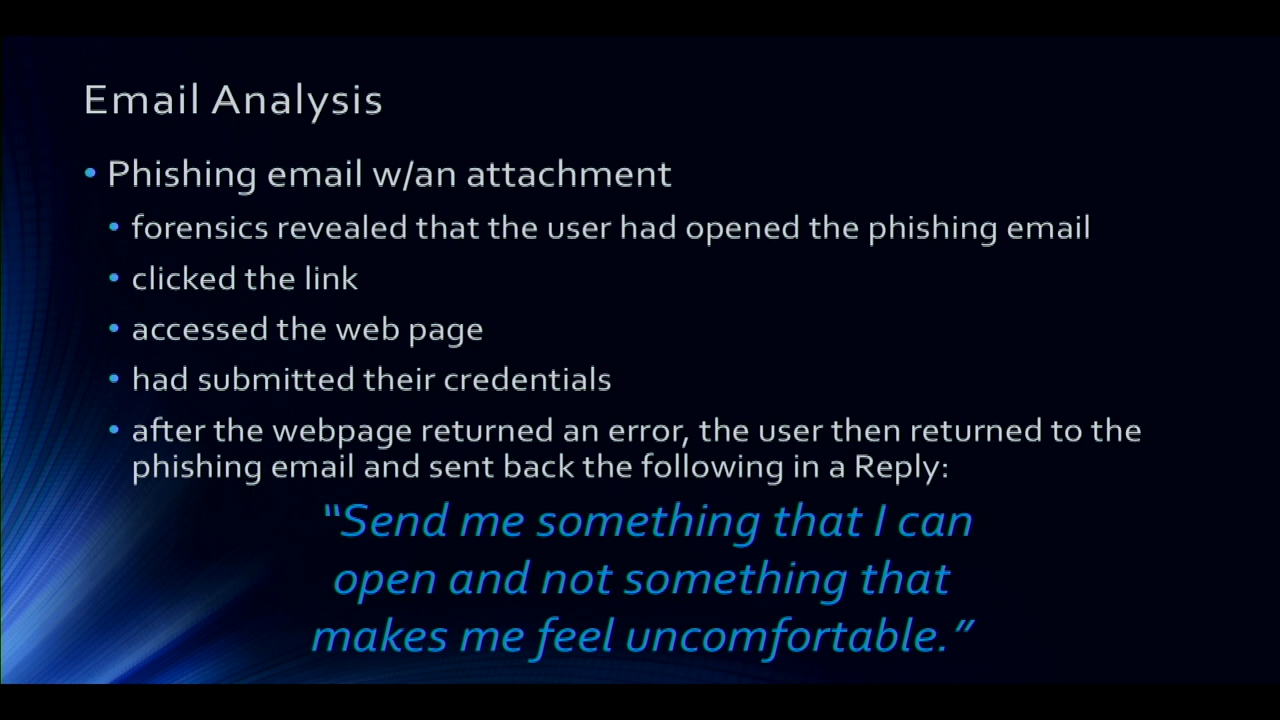 Email Analysis
• Phishing email w/an attachment
• forensics revealed that the user had opened the phishing email
• clicked the link
• accessed the web page
• had submitted their credentials
• after the webpage returned an error, the user then returned to the
phishing email and sent back the following in a Reply:
“Send me something that I can
open and not something that
makes me feel uncomfortable.”